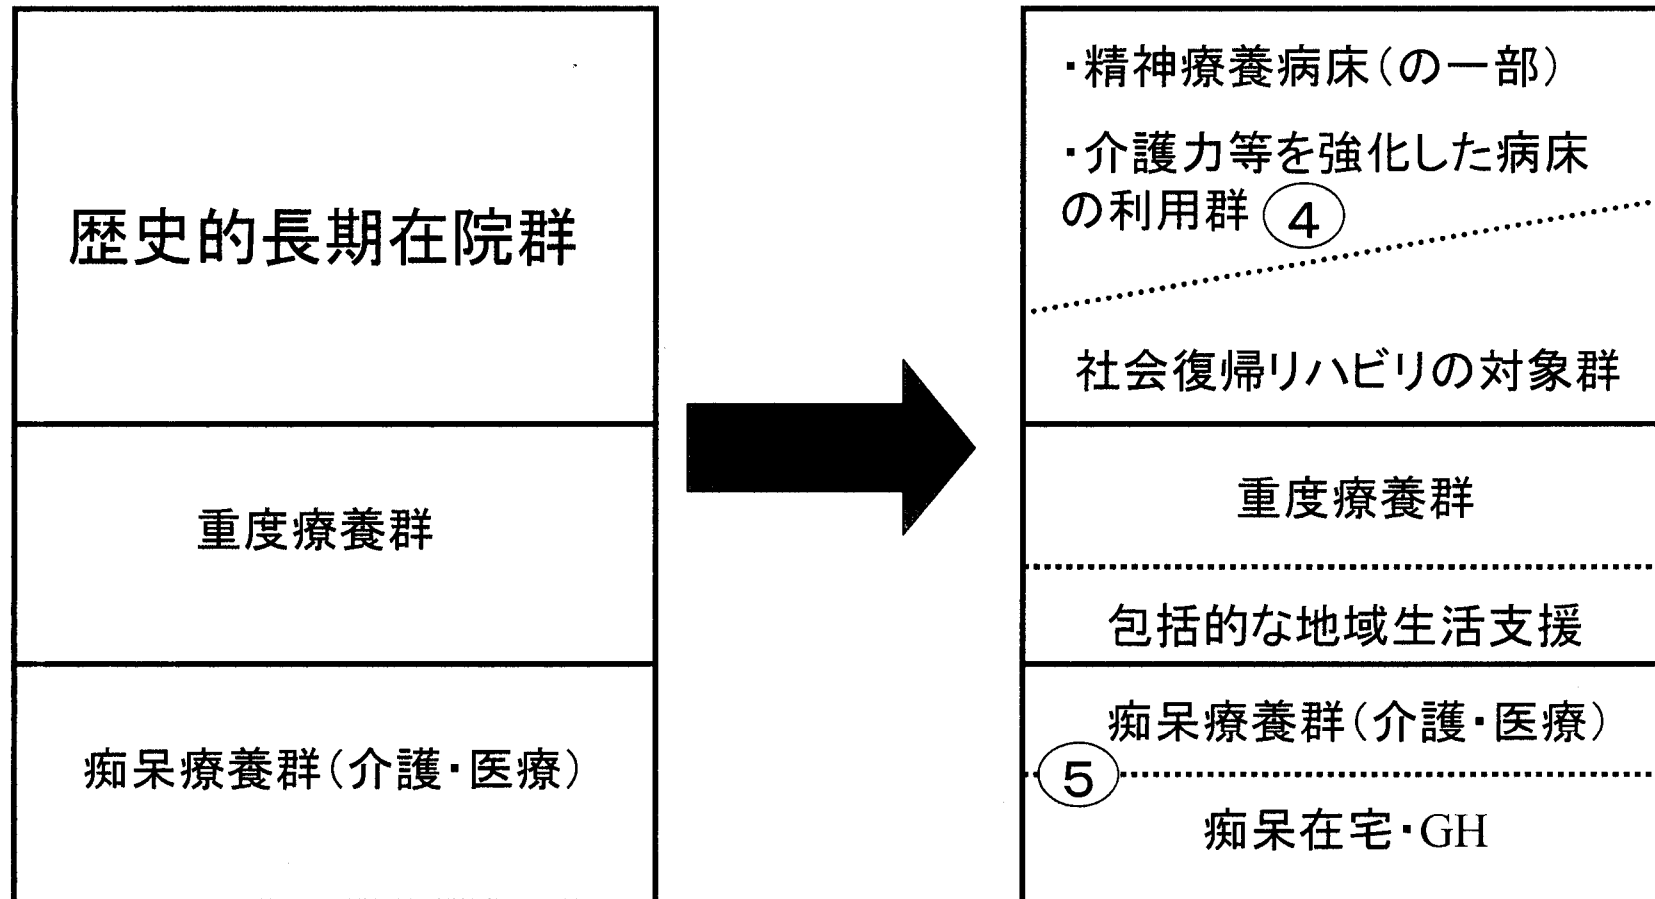 歴史的長期在院群
重度療養群
痴呆療養群(介護・医療)
・精神療養病床(の一部)
・介護力等を強化した病床
の利用群 ④
社会復帰リハビリの対象群
重度療養群
包括的な地域生活支援
痴呆療養群(介護・医療)
⑤
痴呆在宅・GH